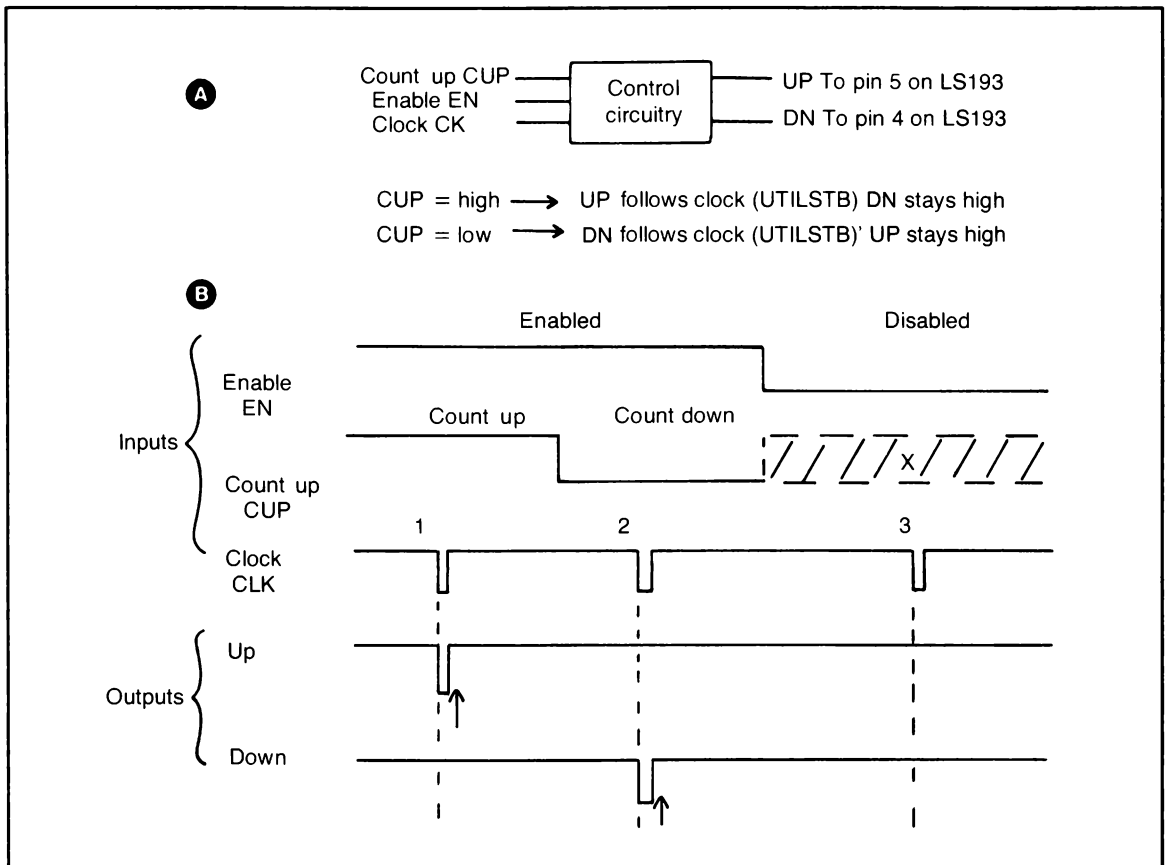 A
Count up CUP
Enable EN
Clock CK
Control
circuitry
UP To pin 5 on LS193
DN To pin 4 on LS193
CUP = high → UP follows clock (UTILSTB) DN stays high
CUP = low → DN follows clock (UTILSTB)' UP stays high
B
Enabled
Disabled
Inputs
Enable
EN
Count up
Count down
Count up
CUP
X
1
2
3
Clock
CLK
Outputs
Up
Down